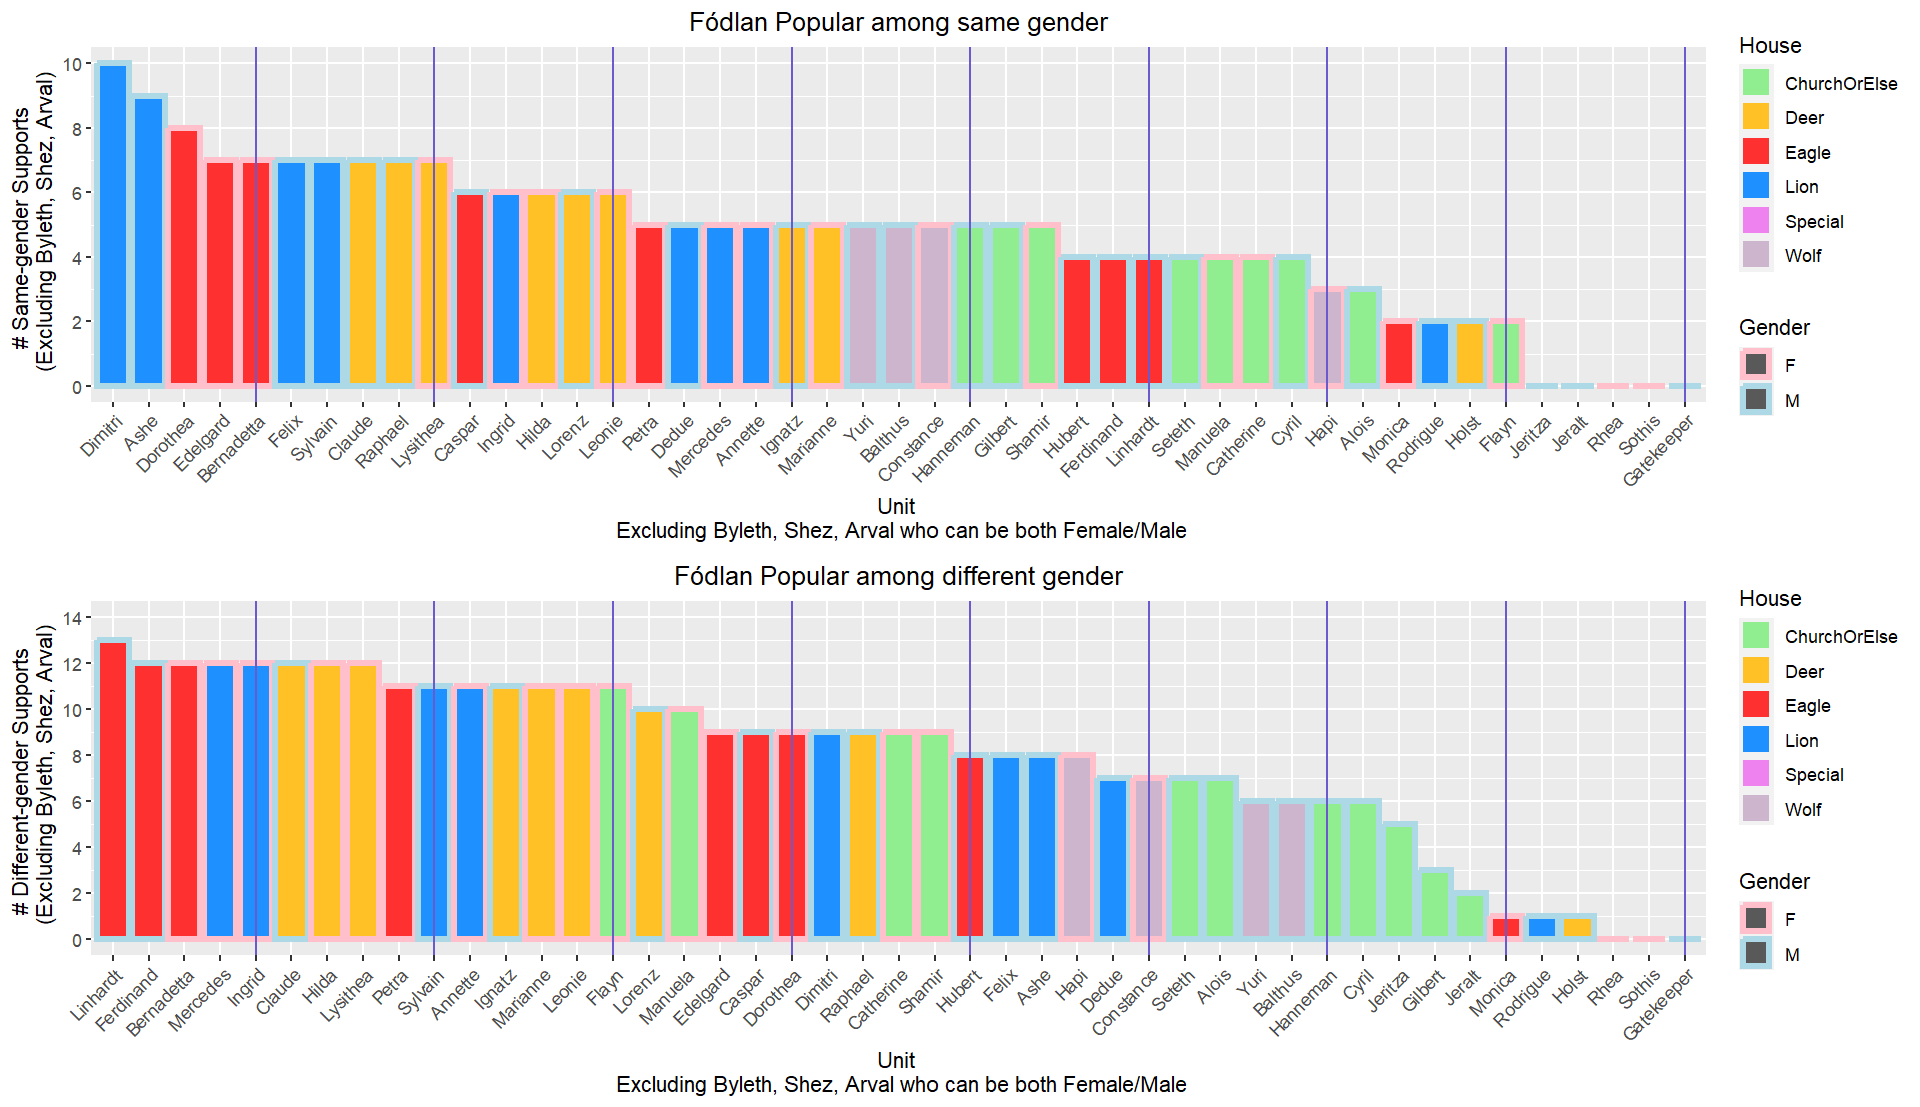 Fódlan Popular among same gender
# Same-gender Supports
(Excluding Byleth, Shez, Arval)
10
8
6
4
2
0
Dimitri
Ashe
Dorothea
Edelgard
Bernadetta
Felix
Sylvain
Claude
Raphael
Lysithea
Caspar
Ingrid
Hilda
Lorenz
Leonie
Petra
Dedue
Mercedes
Annette
Ignatz
Marianne
Yuri
Balthus
Constance
Hanneman
Gilbert
Shamir
Hubert
Ferdinand
Linhardt
Seteth
Manuela
Catherine
Cyril
Hapi
Alois
Monica
Rodrigue
Holst
Flayn
Jeritza
Jeralt
Rhea
Sothis
Gatekeeper
Unit
Excluding Byleth, Shez, Arval who can be both Female/Male
House
ChurchOrElse
Deer
Eagle
Lion
Special
Wolf
Gender
F
M
Fódlan Popular among different gender
# Different-gender Supports
(Excluding Byleth, Shez, Arval)
14
12
10
8
6
4
2
0
Linhardt
Ferdinand
Bernadetta
Mercedes
Ingrid
Claude
Hilda
Lysithea
Petra
Sylvain
Annette
Ignatz
Marianne
Leonie
Flayn
Lorenz
Manuela
Edelgard
Caspar
Dorothea
Dimitri
Raphael
Catherine
Shamir
Hubert
Felix
Ashe
Hapi
Dedue
Constance
Seteth
Alois
Yuri
Balthus
Hanneman
Cyril
Jeritza
Gilbert
Jeralt
Monica
Rodrigue
Holst
Rhea
Sothis
Gatekeeper
Unit
Excluding Byleth, Shez, Arval who can be both Female/Male
House
ChurchOrElse
Deer
Eagle
Lion
Special
Wolf
Gender
F
M